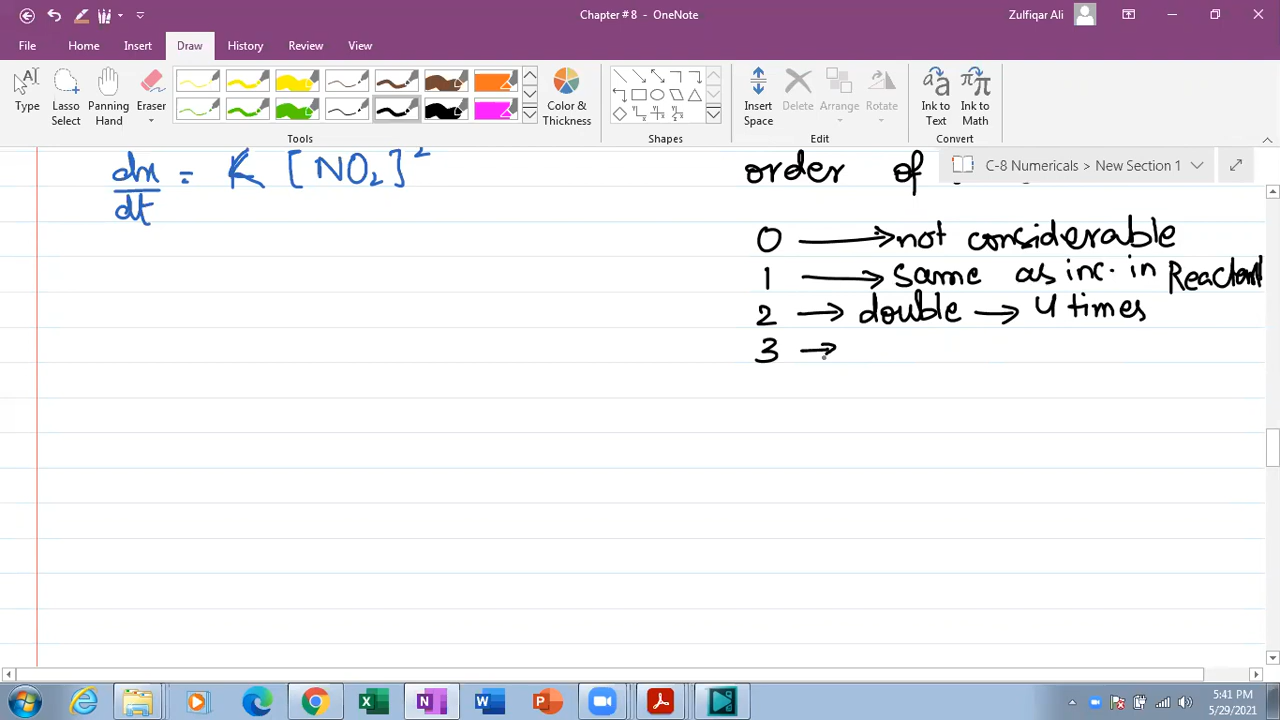 Chapter # 8 - OneNote
Zulfiqar Ali
File Home Insert Draw History Review View
Type
Lasso Select
Panning Hand
Eraser
Color & Thickness
Insert Space
Delete
Arrange
Rotate
Ink to Text
Ink to Math
Tools
Shapes
Edit
Convert
C-8 Numericals > New Section 1
dx/dt = K [NO₂]²
order of
0 → not considerable
1 → same as inc. in Reactant
2 → double → 4 times
3 →
5:41 PM
5/29/2021